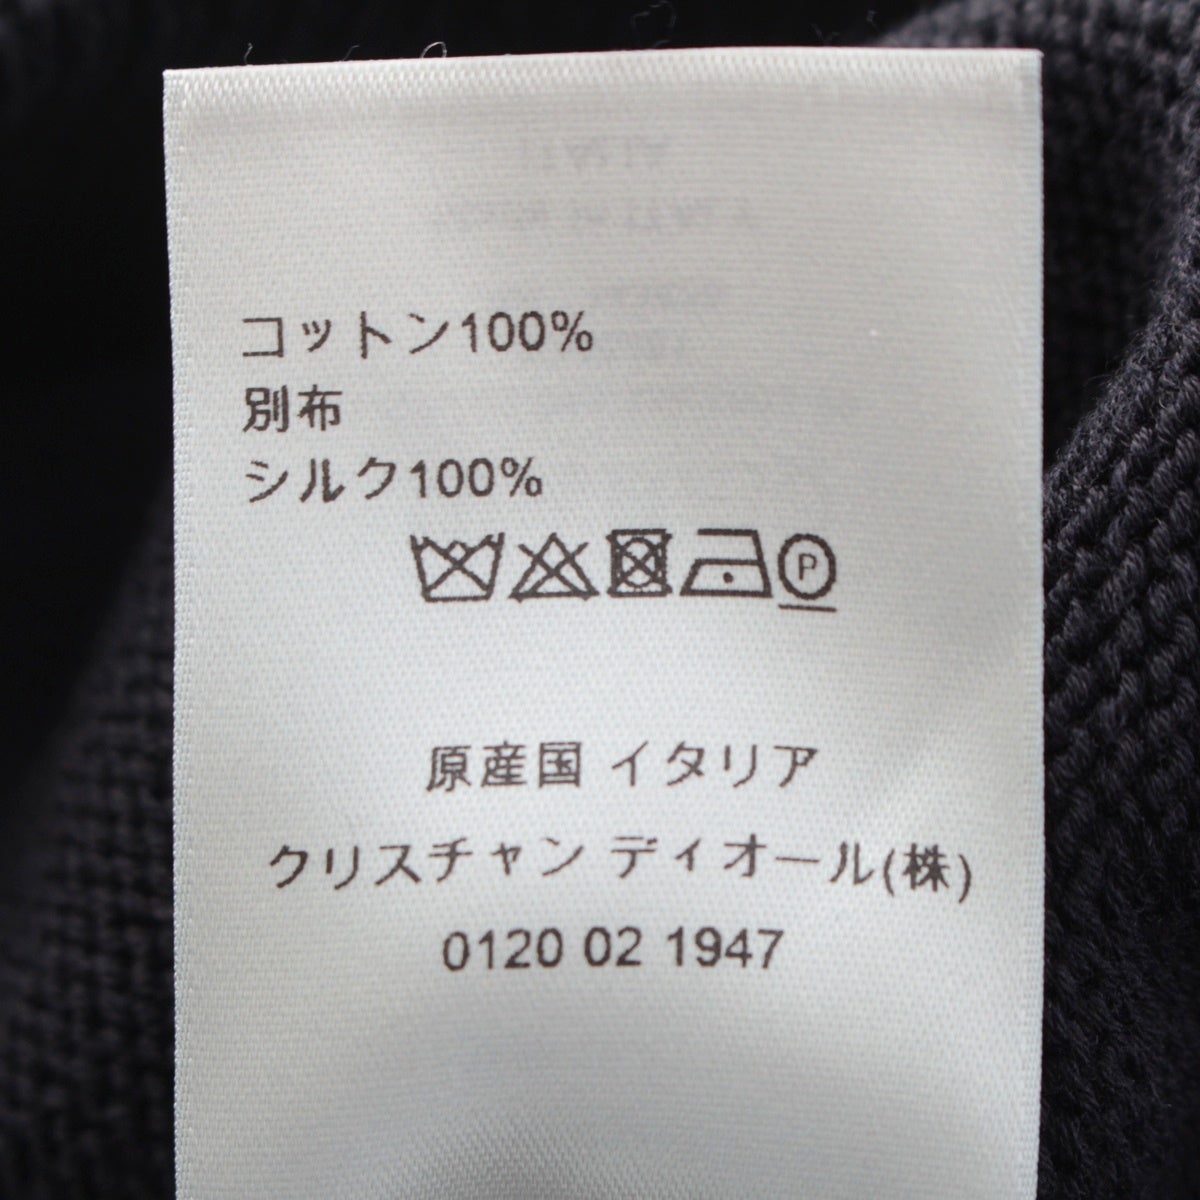 コットン100%
別布
シルク100%
P
原産国 イタリア
クリスチャン ディオール(株)
0120 02 1947